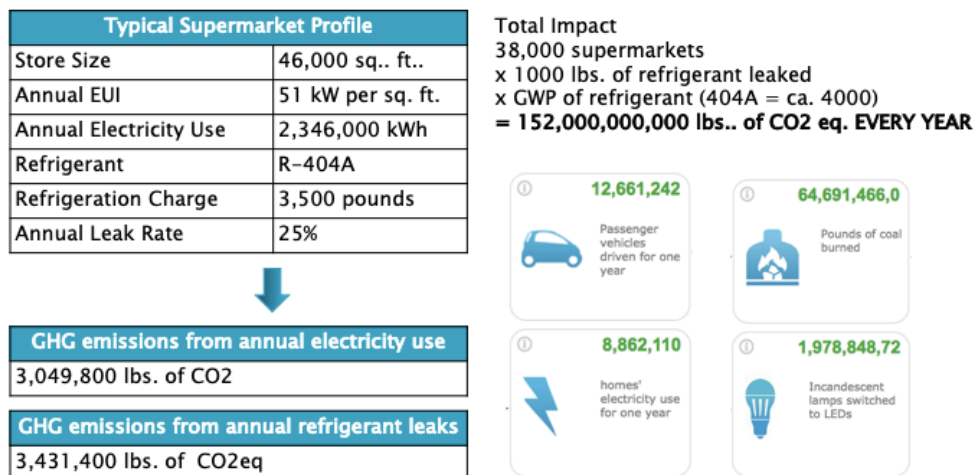 Typical Supermarket Profile
Store Size 46,000 sq.. ft..
Annual EUI 51 kW per sq. ft.
Annual Electricity Use 2,346,000 kWh
Refrigerant R-404A
Refrigeration Charge 3,500 pounds
Annual Leak Rate 25%
GHG emissions from annual electricity use
3,049,800 lbs. of CO2
GHG emissions from annual refrigerant leaks
3,431,400 lbs. of CO2eq
Total Impact
38,000 supermarkets
x 1000 lbs. of refrigerant leaked
x GWP of refrigerant (404A = ca. 4000)
= 152,000,000,000 lbs.. of CO2 eq. EVERY YEAR
12,661,242
Passenger
vehicles
driven for one
year
64,691,466,0
Pounds of coal
burned
8,862,110
homes'
electricity use
for one year
1,978,848,72
Incandescent
lamps switched
to LEDs